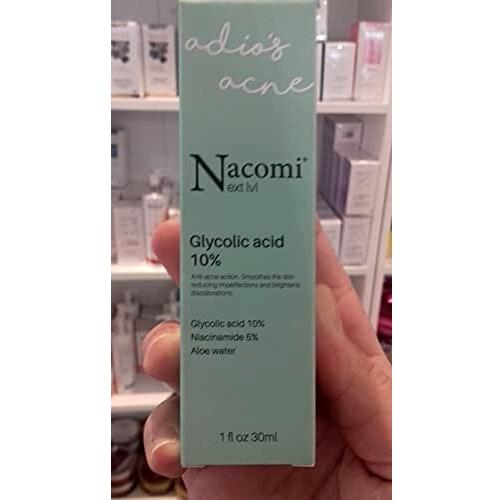 adio's
acne
Nacomi®
ext lvl
Glycolic acid
10%
Anti-acne action. Smoothes the skin
reducing imperfections and brightens
discolorations.
Glycolic acid 10%
Niacinamide 5%
Aloe water
1 fl oz 30ml